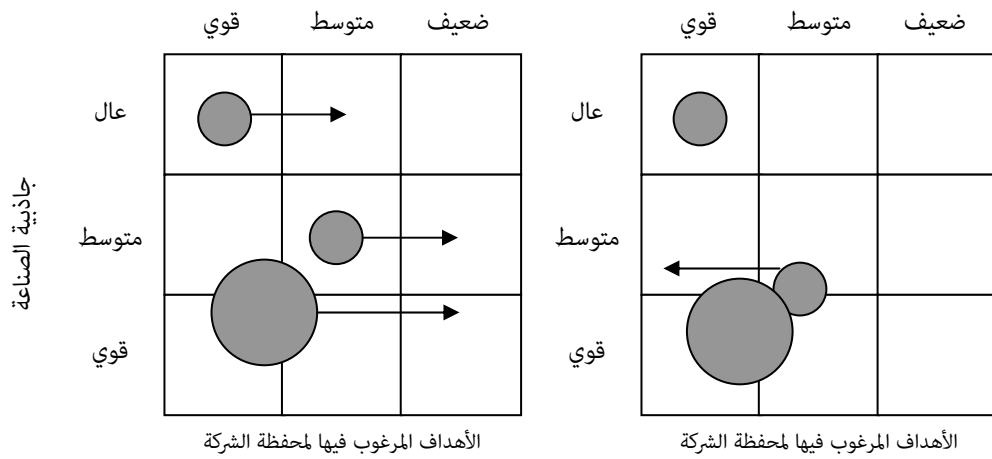 قوي متوسط ضعيف
عال
متوسط
قوي
جاذبية الصناعة
الأهداف المرغوب فيها لمحفظة الشركة
قوي متوسط ضعيف
عال
متوسط
قوي
الأهداف المرغوب فيها لمحفظة الشركة